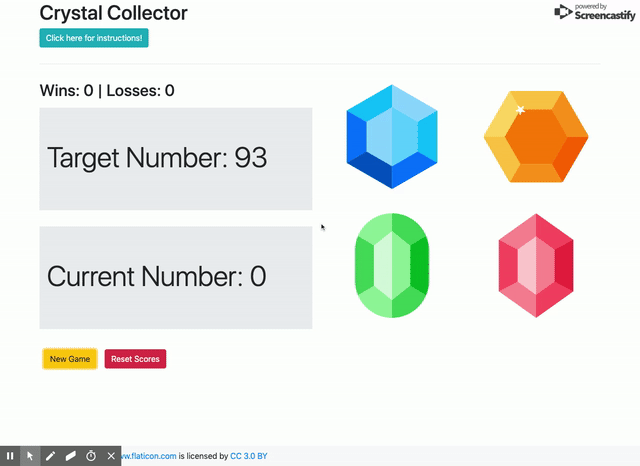 Crystal Collector
powered by
Screencastify
Click here for instructions!
Wins: 0 | Losses: 0
Target Number: 93
Current Number: 0
New Game
Reset Scores
www.flaticon.com is licensed by CC 3.0 BY